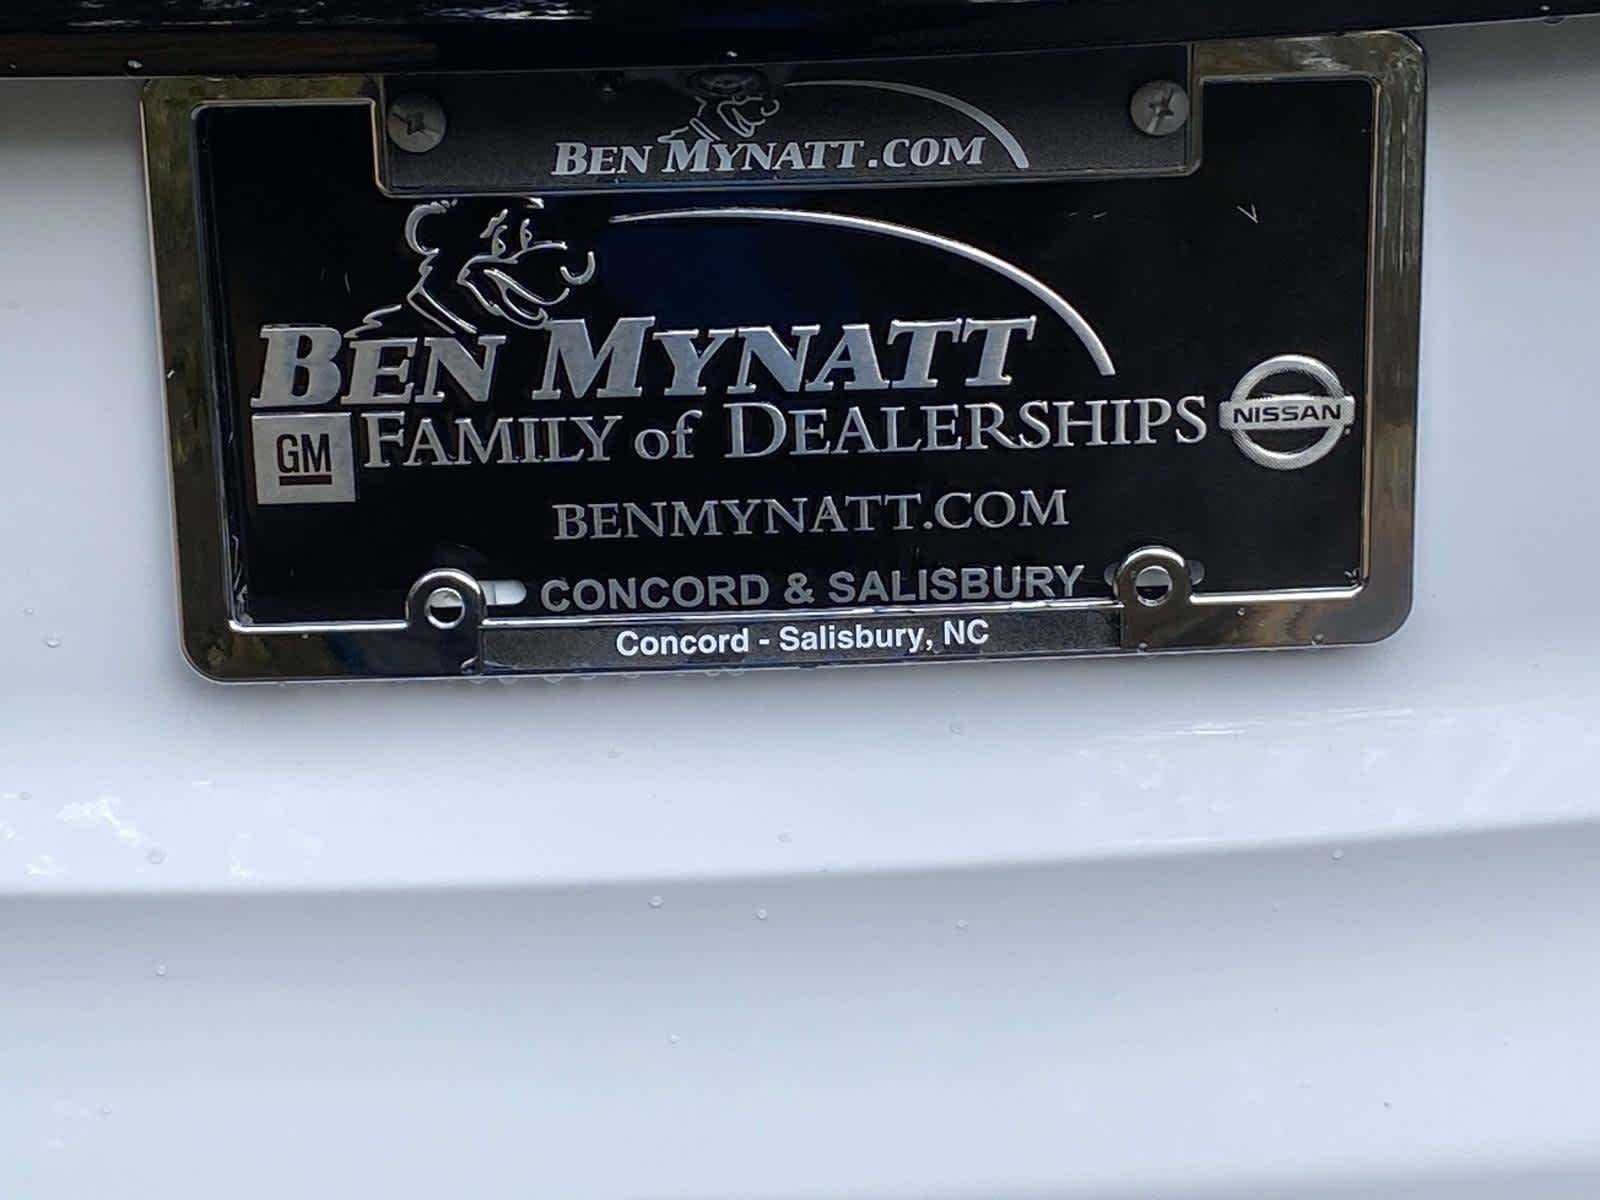 BEN MYNATT.COM
BEN MYNATT
GM FAMILY of DEALERSHIPS NISSAN
BENMYNATT.COM
CONCORD & SALISBURY
Concord - Salisbury, NC